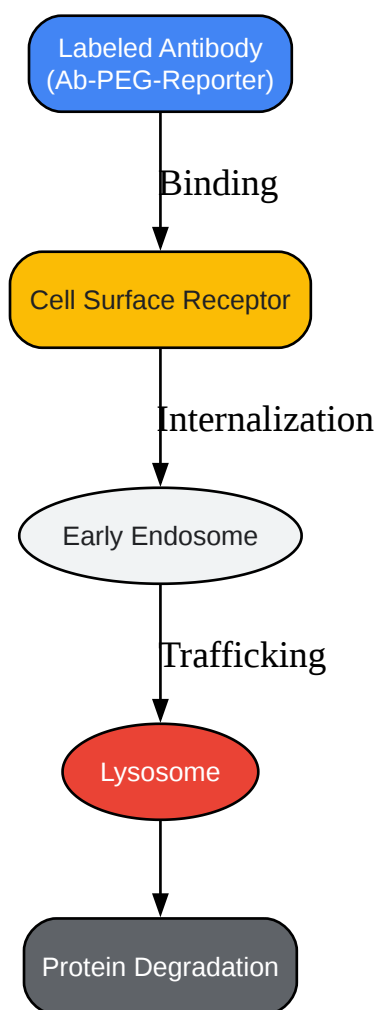 Labeled Antibody
(Ab-PEG-Reporter)
Binding
Cell Surface Receptor
Internalization
Early Endosome
Trafficking
Lysosome
Protein Degradation